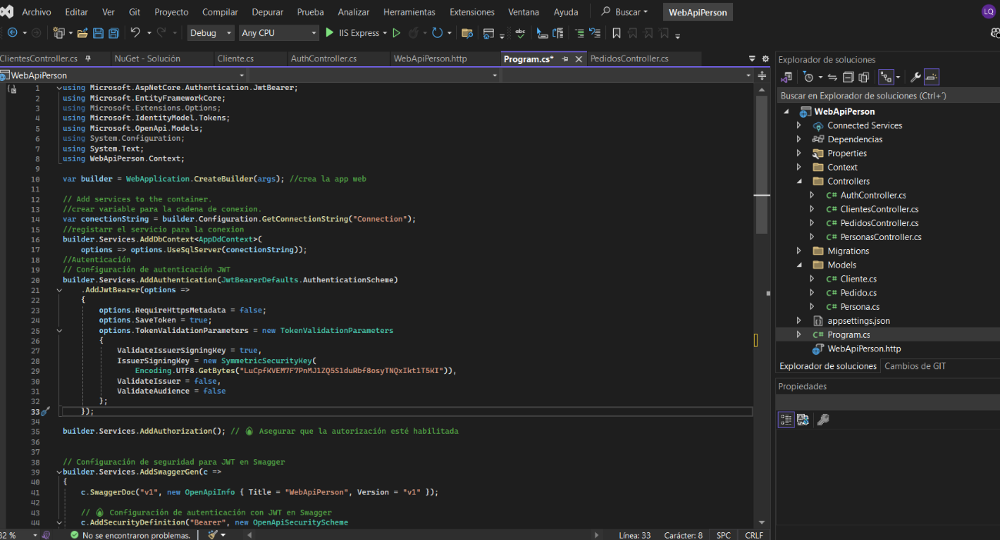 Archivo Editar Ver Git Proyecto Compilar Depurar Prueba Analizar Herramientas Extensiones Ventana Ayuda Buscar WebApiPerson LQ
Debug Any CPU IIS Express
ClientesController.cs NuGet - Solución Cliente.cs AuthController.cs WebApiPerson.http Program.cs* PedidosController.cs
WebApiPerson
1 using Microsoft.AspNetCore.Authentication.JwtBearer;
2 using Microsoft.EntityFrameworkCore;
3 using Microsoft.Extensions.Options;
4 using Microsoft.IdentityModel.Tokens;
5 using Microsoft.OpenApi.Models;
6 using System.Configuration;
7 using System.Text;
8 using WebApiPerson.Context;
9
10 var builder = WebApplication.CreateBuilder(args); //crea la app web
11
12 // Add services to the container.
13 //crear variable para la cadena de conexion.
14 var conectionString = builder.Configuration.GetConnectionString("Connection");
15 //registarr el servicio para la conexion
16 builder.Services.AddDbContext<AppDdContext>(
17 options => options.UseSqlServer(conectionString));
18 //Autenticación
19 // Configuración de autenticación JWT
20 builder.Services.AddAuthentication(JwtBearerDefaults.AuthenticationScheme)
21 .AddJwtBearer(options =>
22 {
23 options.RequireHttpsMetadata = false;
24 options.SaveToken = true;
25 options.TokenValidationParameters = new TokenValidationParameters
26 {
27 ValidateIssuerSigningKey = true,
28 IssuerSigningKey = new SymmetricSecurityKey(
29 Encoding.UTF8.GetBytes("LuCpfKVEM7F7PnMJ1ZQ5S1duRbf8osyTNQxIkt1T5KI")),
30 ValidateIssuer = false,
31 ValidateAudience = false
32 };
33 });
34
35 builder.Services.AddAuthorization(); // Asegurar que la autorización esté habilitada
36
37
38 // Configuración de seguridad para JWT en Swagger
39 builder.Services.AddSwaggerGen(c =>
40 {
41 c.SwaggerDoc("v1", new OpenApiInfo { Title = "WebApiPerson", Version = "v1" });
42
43 // Configuración de autenticación con JWT en Swagger
44 c.AddSecurityDefinition("Bearer", new OpenApiSecurityScheme
32 % No se encontraron problemas. Línea: 33 Carácter: 8 SPC CRLF
Explorador de soluciones
Buscar en Explorador de soluciones (Ctrl+´)
WebApiPerson
Connected Services
Dependencias
Properties
Context
Controllers
C# AuthController.cs
C# ClientesController.cs
C# PedidosController.cs
C# PersonasController.cs
Migrations
Models
C# Cliente.cs
C# Pedido.cs
C# Persona.cs
appsettings.json
C# Program.cs
WebApiPerson.http
Explorador de soluciones Cambios de GIT
Propiedades